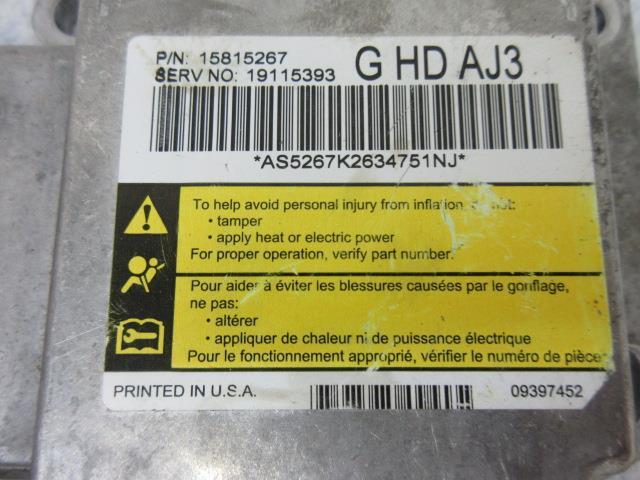 P/N: 15815267
SERV NO: 19115393 G HD AJ3
*AS5267K2634751NJ*
To help avoid personal injury from inflation, do not:
• tamper
• apply heat or electric power
For proper operation, verify part number.
Pour aider à éviter les blessures causées par le gonflage,
ne pas:
• altérer
• appliquer de chaleur ni de puissance électrique
Pour le fonctionnement approprié, vérifier le numéro de pièce
PRINTED IN U.S.A. 09397452